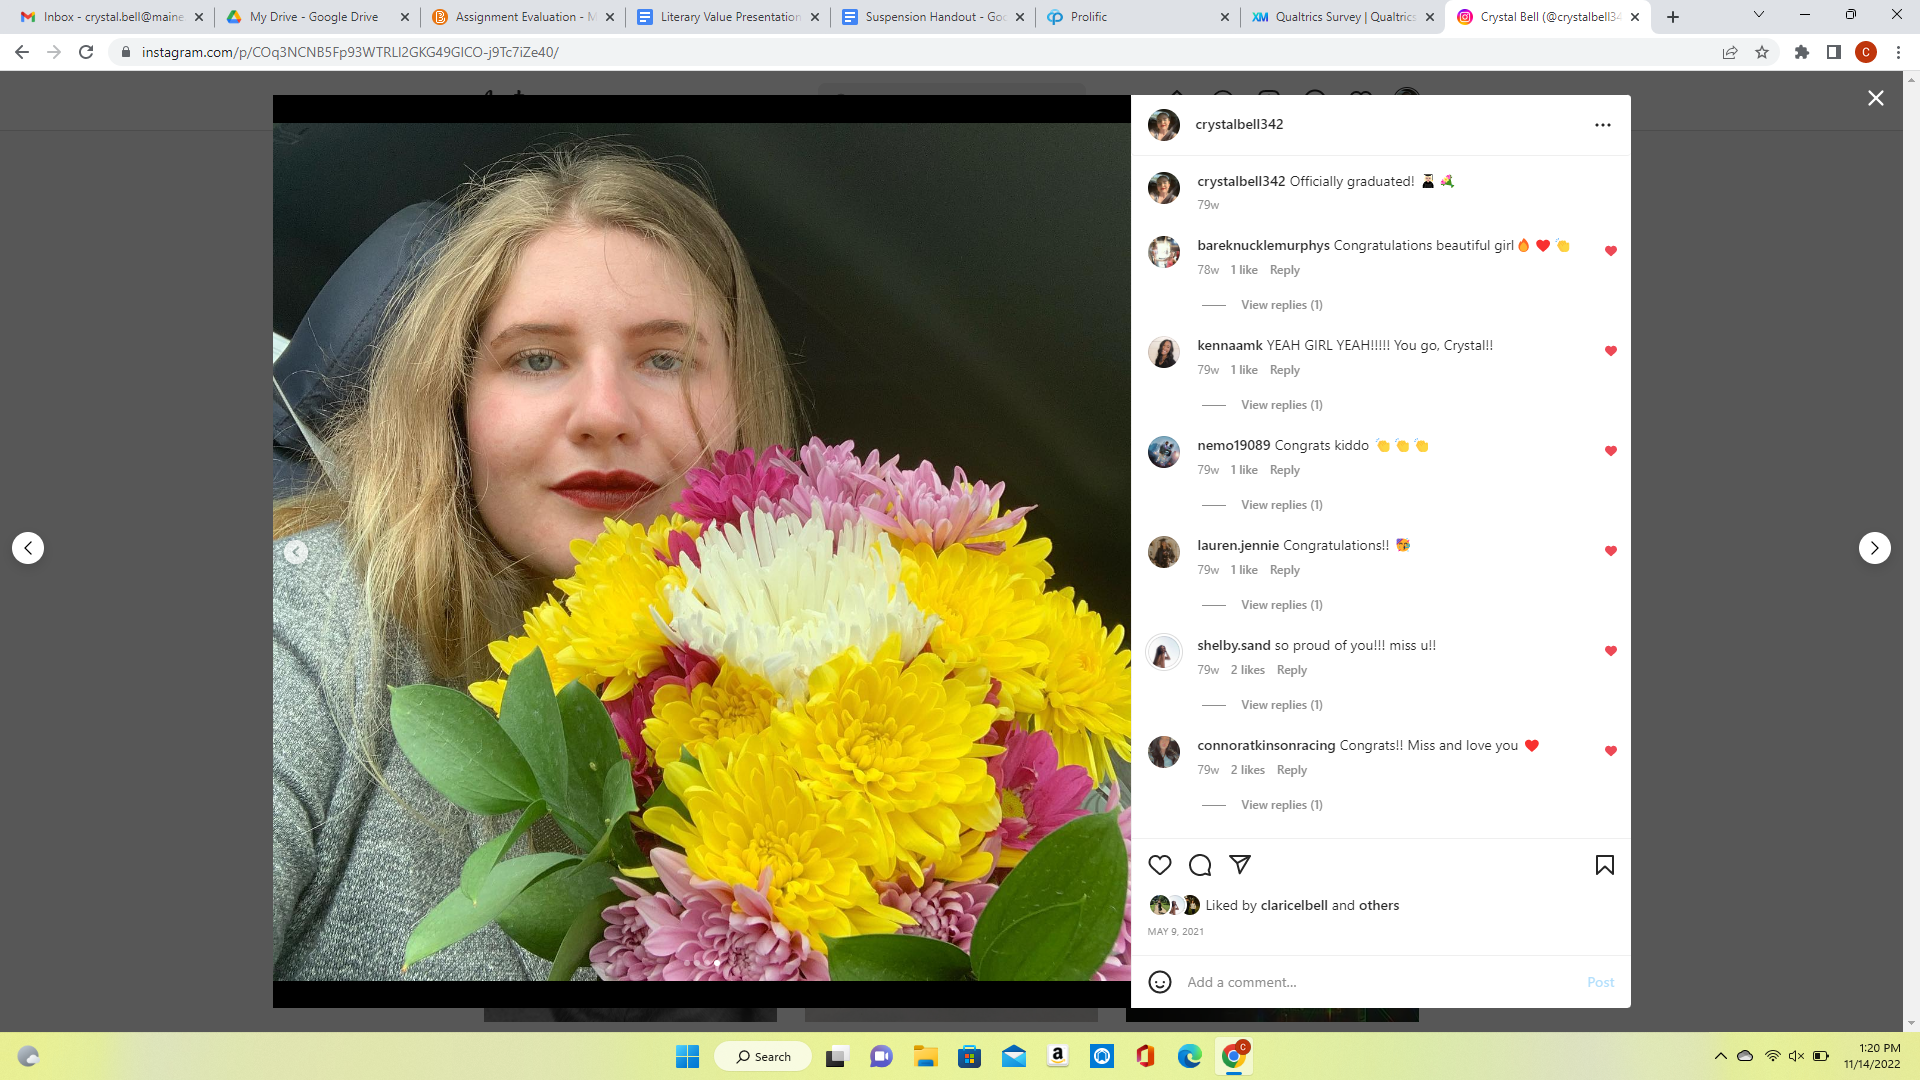 Inbox - crystal.bell@maine.
My Drive - Google Drive
Assignment Evaluation - M
Literary Value Presentation
Suspension Handout - Goo
Prolific
Qualtrics Survey | Qualtrics
Crystal Bell (@crystalbell34
instagram.com/p/COq3NCNB5Fp93WTRLI2GKG49GICO-j9Tc7iZe40/
C
crystalbell342
crystalbell342 Officially graduated! 👨‍🎓 💐
79w
bareknucklemurphys Congratulations beautiful girl🔥 ❤️ 👏
78w 1 like Reply
View replies (1)
kennaamk YEAH GIRL YEAH!!!!! You go, Crystal!!
79w 1 like Reply
View replies (1)
nemo19089 Congrats kiddo 👏 👏 👏
79w 1 like Reply
View replies (1)
lauren.jennie Congratulations!! 🥳
79w 1 like Reply
View replies (1)
shelby.sand so proud of you!!! miss u!!
79w 2 likes Reply
View replies (1)
connoratkinsonracing Congrats!! Miss and love you ❤️
79w 2 likes Reply
View replies (1)
Liked by claricelbell and others
MAY 9, 2021
Add a comment...
Post
Search
1:20 PM
11/14/2022